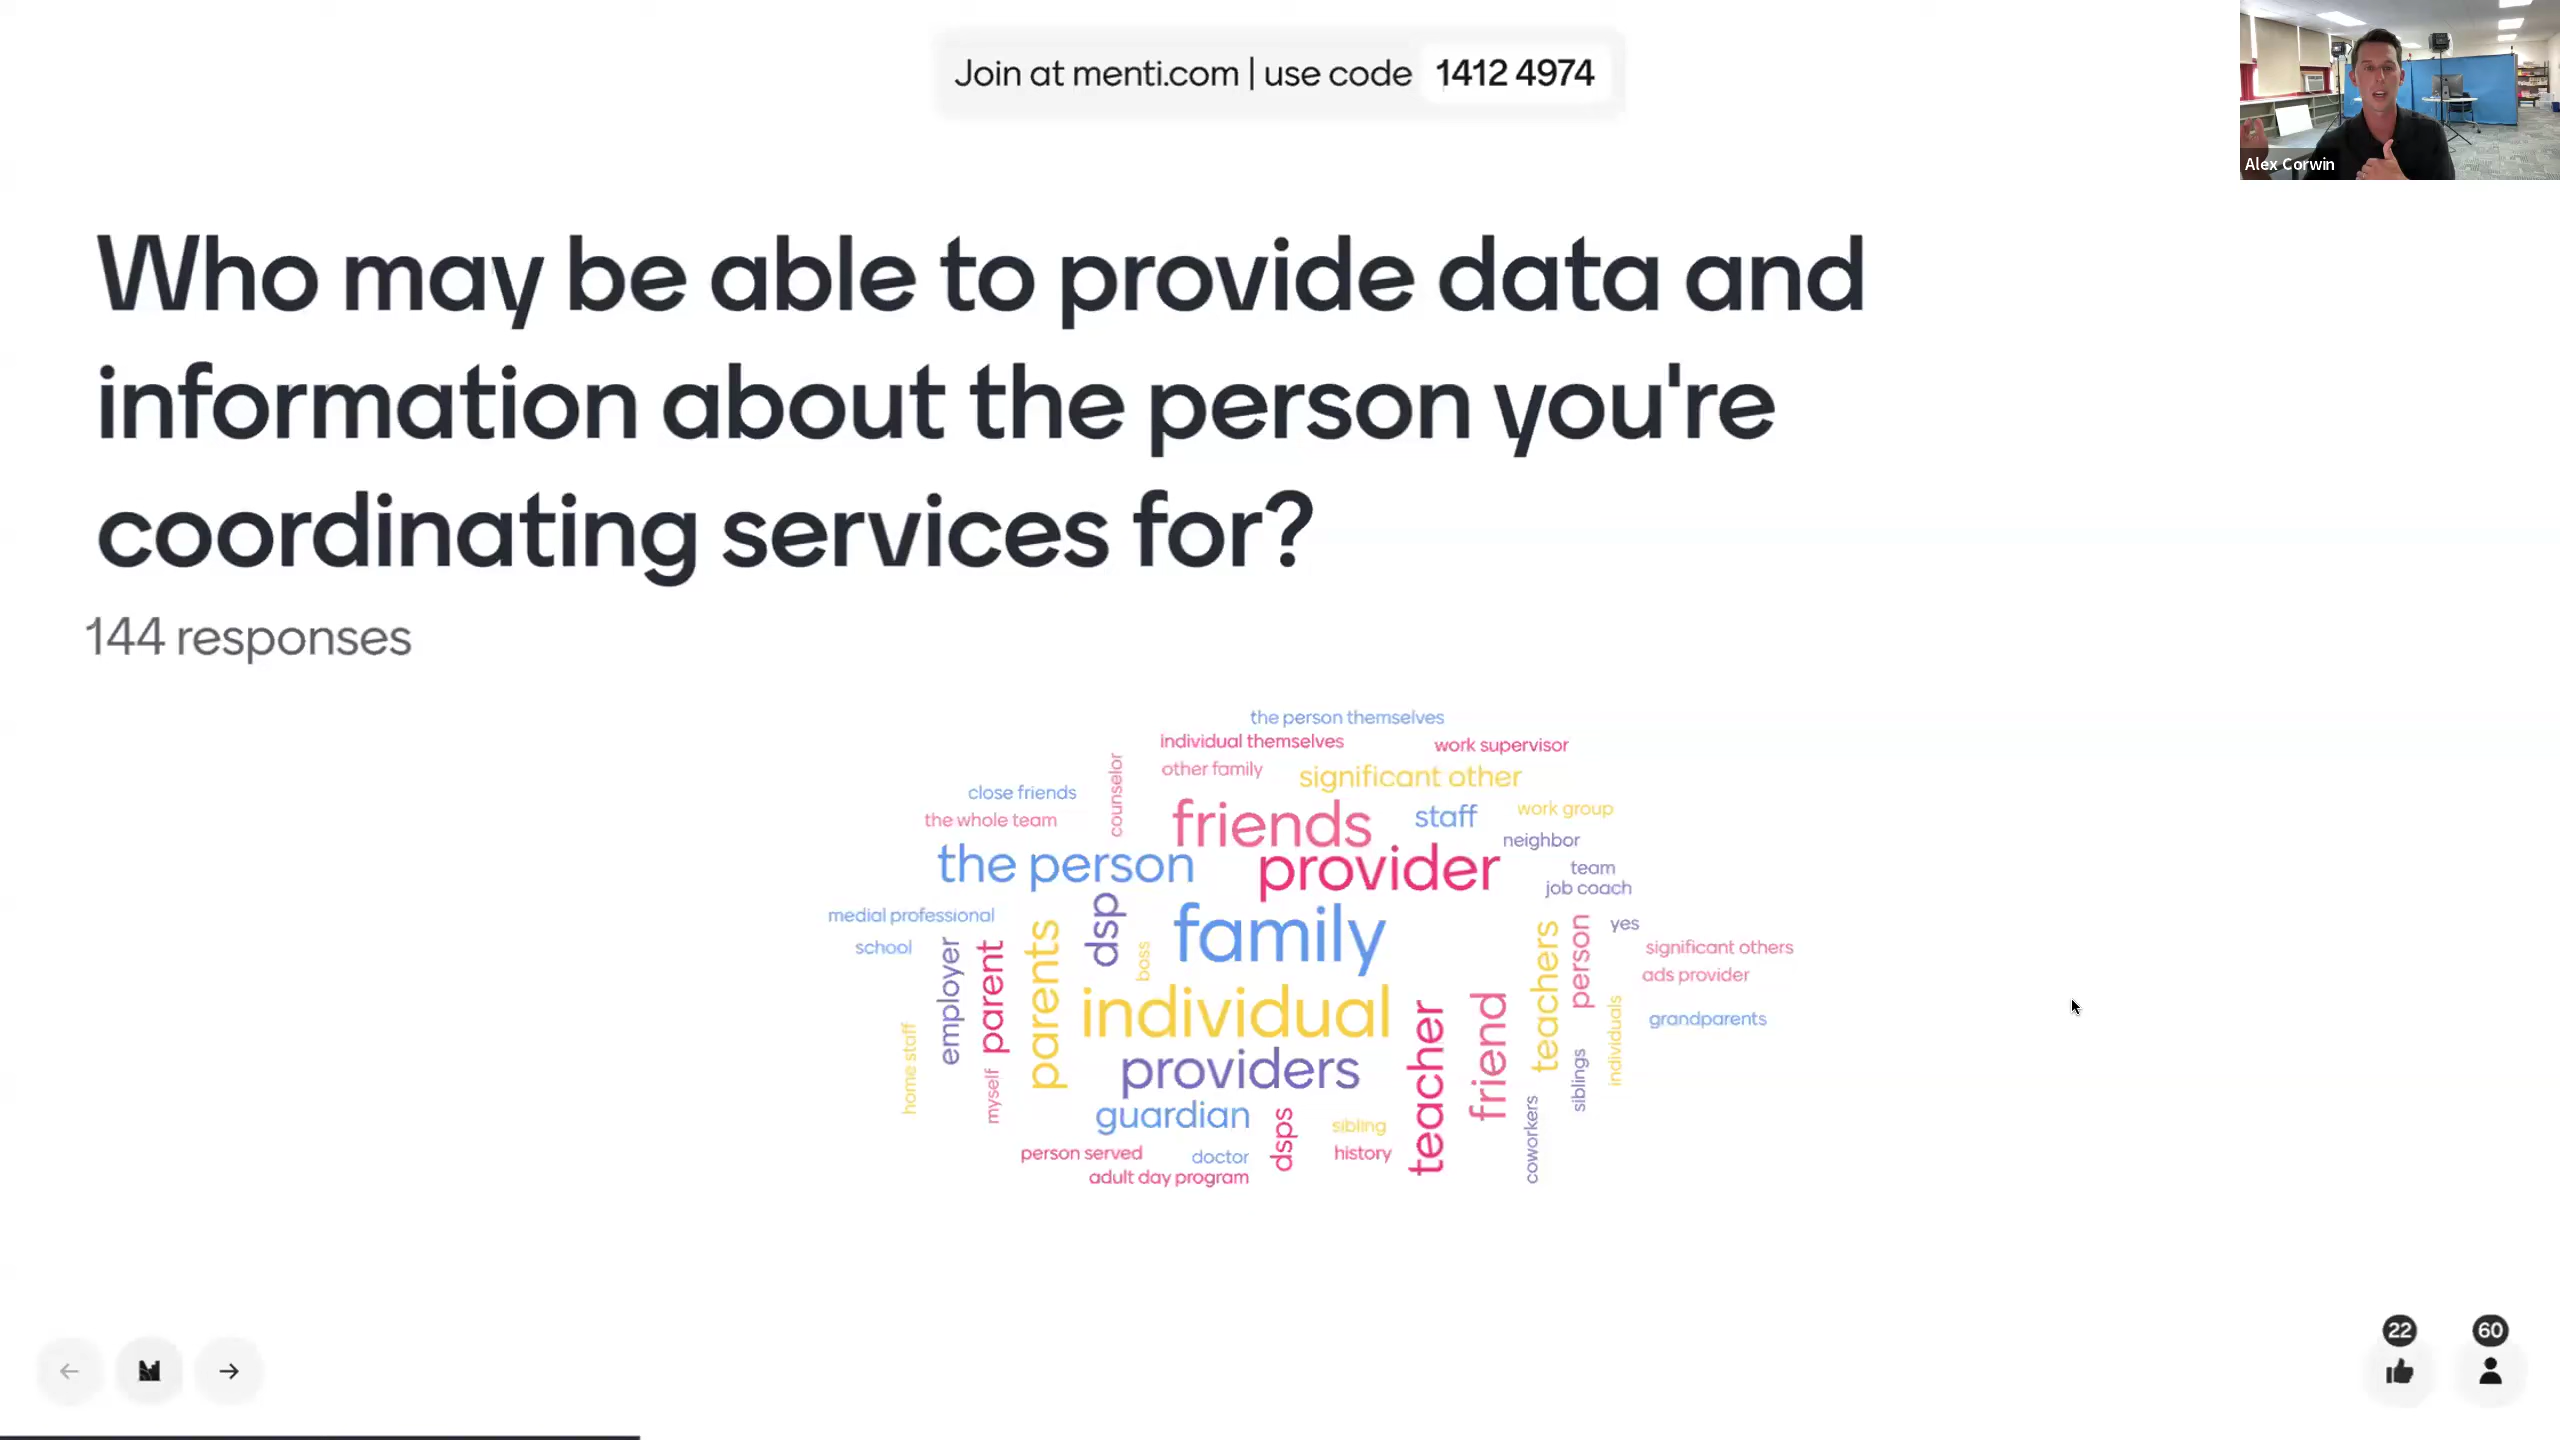 Join at menti.com | use code 1412 4974
Alex Corwin
Who may be able to provide data and
information about the person you're
coordinating services for?
144 responses
the person themselves
individual themselves
work supervisor
other family
significant other
counselor
close friends
the whole team
friends
staff
work group
neighbor
the person
provider
team
job coach
medial professional
dsp
family
yes
school
employer
parent
parents
boss
teachers
person
significant others
ads provider
individual
grandparents
home staff
myself
providers
teacher
friend
siblings
individuals
guardian
dsps
sibling
coworkers
person served
doctor
history
adult day program
22
60